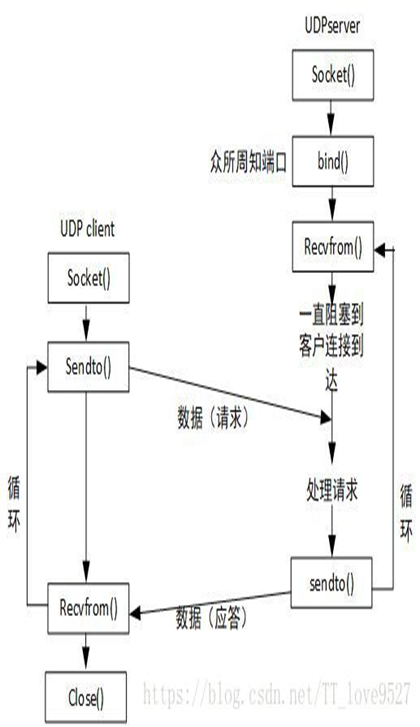 UDPserver
Socket()
众所周知端口
bind()
Recvfrom()
一直阻塞到
客户连接到
达
处理请求
sendto()
循
环
UDP client
Socket()
Sendto()
数据（请求）
循
环
Recvfrom()
数据（应答）
Close()
https://blog.csdn.net/TT_love9527